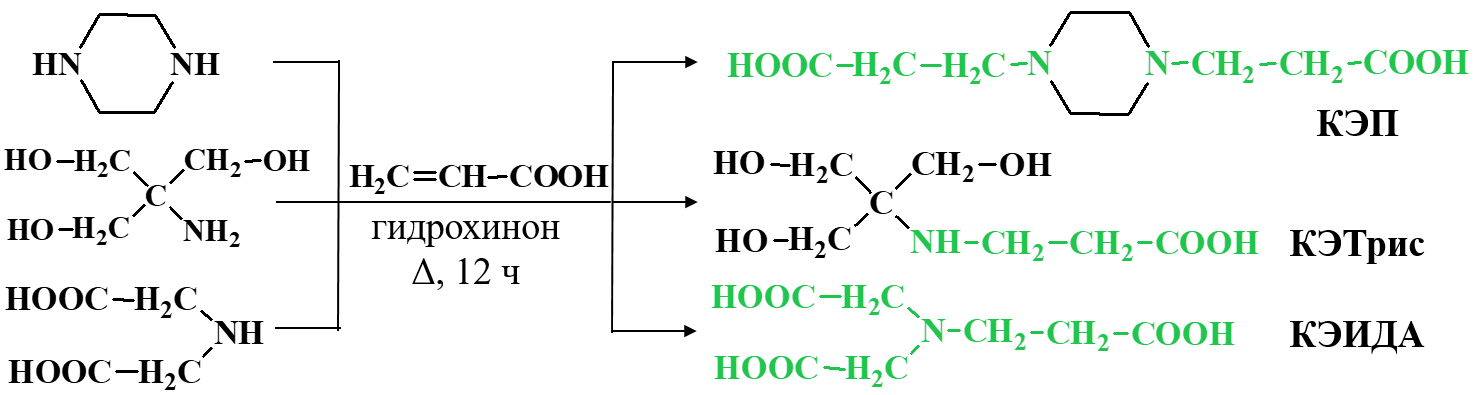 HN NH
HOOC–H₂C–H₂C–N N–CH₂–CH₂–COOH
КЭП
HO–H₂C CH₂–OH
C
HO–H₂C NH₂
H₂C=CH–COOH
гидрохинон
Δ, 12 ч
HO–H₂C CH₂–OH
C
HO–H₂C NH–CH₂–CH₂–COOH
КЭТрис
HOOC–H₂C
NH
HOOC–H₂C
HOOC–H₂C
N–CH₂–CH₂–COOH
HOOC–H₂C
КЭИДА